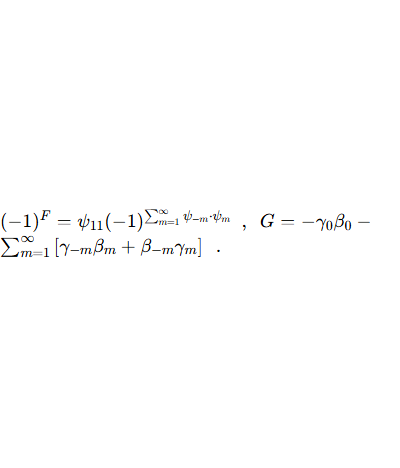 (−1)^F = ψ_{11}(−1)^{∑_{m=1}^{∞} ψ_{−m}·ψ_m} , G = −γ_0β_0 −
∑_{m=1}^{∞} [γ_{−m}β_m + β_{−m}γ_m] .